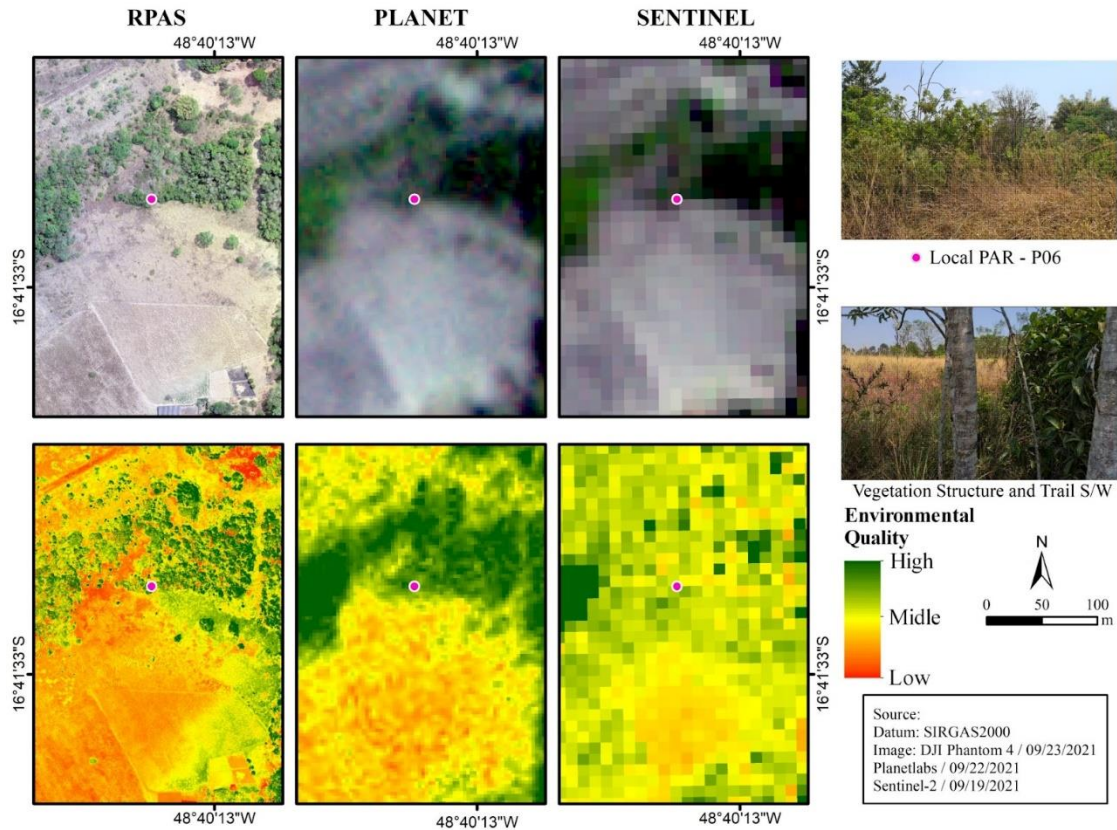 RPAS
PLANET
SENTINEL
48°40'13"W
48°40'13"W
48°40'13"W
16°41'33"S
16°41'33"S
Local PAR - P06
Vegetation Structure and Trail S/W
Environmental
Quality
High
Midle
Low
N
0 50 100
m
16°41'33"S
16°41'33"S
Source:
Datum: SIRGAS2000
Image: DJI Phantom 4 / 09/23/2021
Planetlabs / 09/22/2021
Sentinel-2 / 09/19/2021
48°40'13"W
48°40'13"W
48°40'13"W